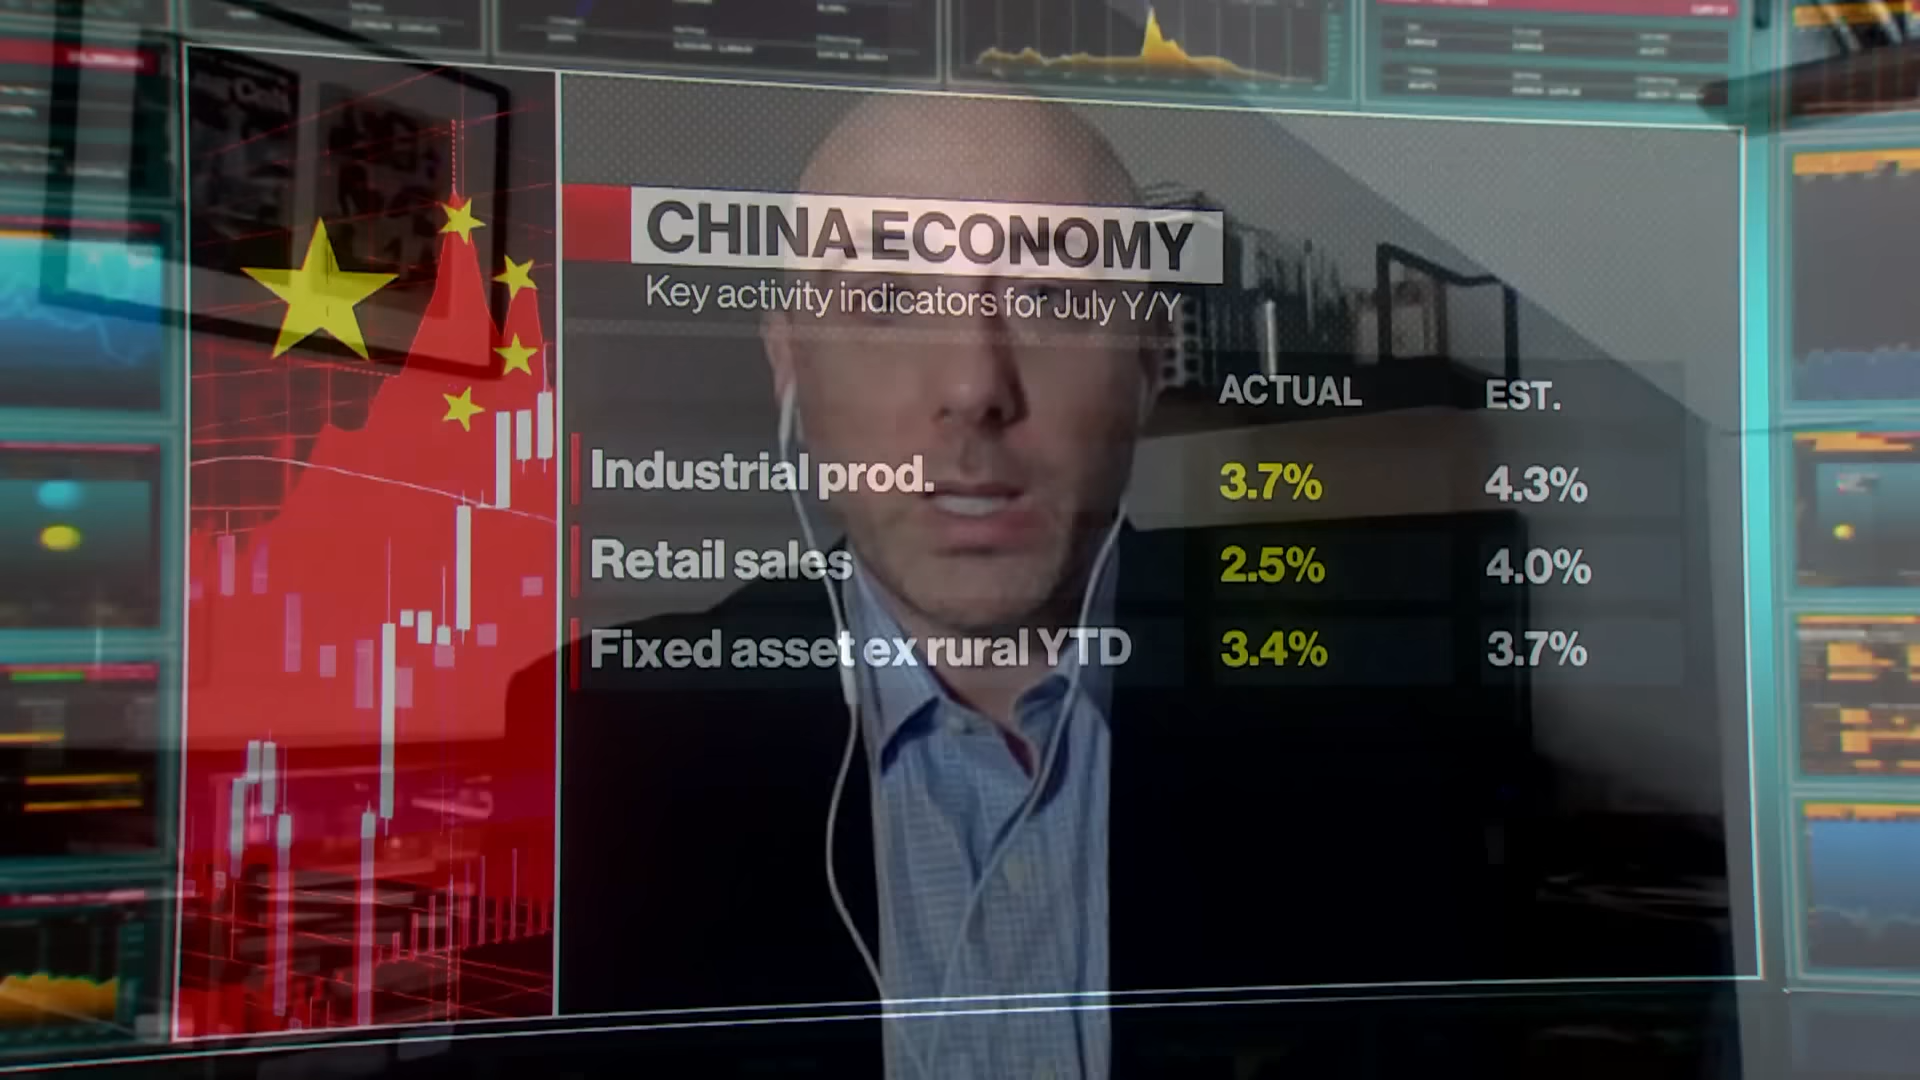 CHINA ECONOMY
Key activity indicators for July Y/Y
ACTUAL EST.
Industrial prod. 3.7% 4.3%
Retail sales 2.5% 4.0%
Fixed asset ex rural YTD 3.4% 3.7%